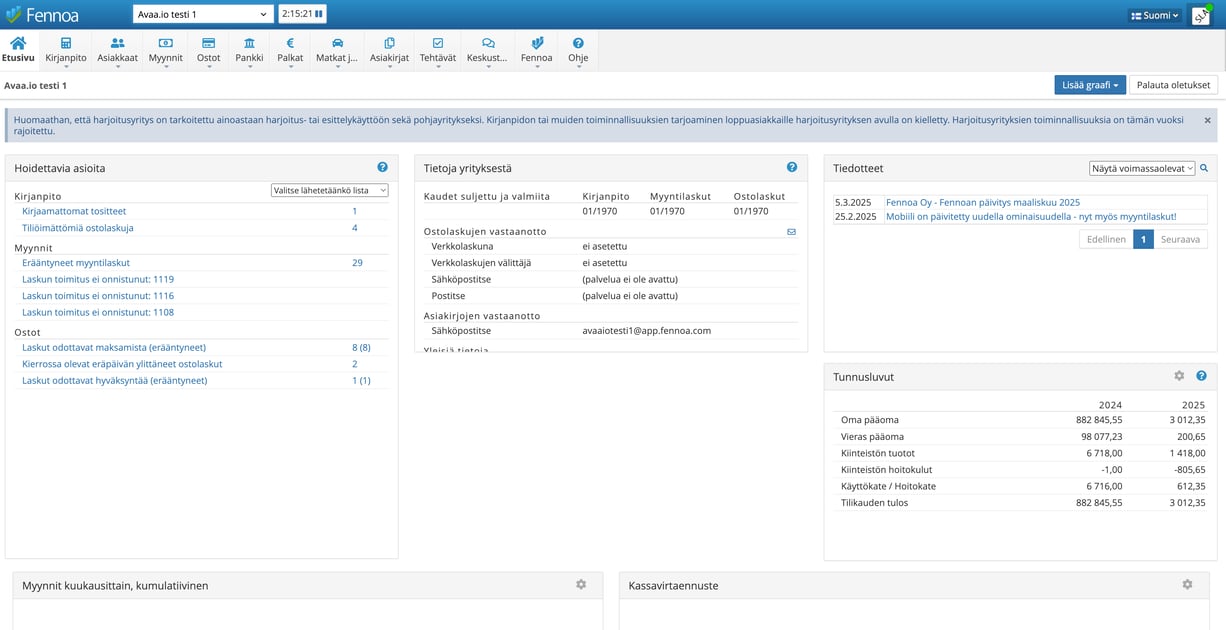 Fennoa
Avaa.io testi 1
2:15:21
Suomi
Etusivu
Kirjanpito
Asiakkaat
Myynnit
Ostot
Pankki
Palkat
Matkat j...
Asiakirjat
Tehtävät
Keskust...
Fennoa
Ohje
Avaa.io testi 1
Lisää graafi
Palauta oletukset
Huomaathan, että harjoitusyritys on tarkoitettu ainoastaan harjoitus- tai esittelykäyttöön sekä pohjayritykseksi. Kirjanpidon tai muiden toiminnallisuuksien tarjoaminen loppuasiakkaille harjoitusyrityksen avulla on kielletty. Harjoitusyrityksien toiminnallisuuksia on tämän vuoksi
rajoitettu.
Hoidettavia asioita
Valitse lähetetäänkö lista
Kirjanpito
Kirjaamattomat tositteet 1
Tiliöimättömiä ostolaskuja 4
Myynnit
Erääntyneet myyntilaskut 29
Laskun toimitus ei onnistunut: 1119
Laskun toimitus ei onnistunut: 1116
Laskun toimitus ei onnistunut: 1108
Ostot
Laskut odottavat maksamista (erääntyneet) 8 (8)
Kierrossa olevat eräpäivän ylittäneet ostolaskut 2
Laskut odottavat hyväksyntää (erääntyneet) 1 (1)
Tietoja yrityksestä
Kaudet suljettu ja valmiita Kirjanpito Myyntilaskut Ostolaskut
01/1970 01/1970 01/1970
Ostolaskujen vastaanotto
Verkkolaskuna ei asetettu
Verkkolaskujen välittäjä ei asetettu
Sähköpostitse (palvelua ei ole avattu)
Postitse (palvelua ei ole avattu)
Asiakirjojen vastaanotto
Sähköpostitse avaaiotesti1@app.fennoa.com
Yleisiä tietoja
Tiedotteet
Näytä voimassaolevat
5.3.2025 Fennoa Oy - Fennoan päivitys maaliskuu 2025
25.2.2025 Mobiili on päivitetty uudella ominaisuudella - nyt myös myyntilaskut!
Edellinen 1 Seuraava
Tunnusluvut
2024 2025
Oma pääoma 882 845,55 3 012,35
Vieras pääoma 98 077,23 200,65
Kiinteistön tuotot 6 718,00 1 418,00
Kiinteistön hoitokulut -1,00 -805,65
Käyttökate / Hoitokate 6 716,00 612,35
Tilikauden tulos 882 845,55 3 012,35
Myynnit kuukausittain, kumulatiivinen
Kassavirtaennuste